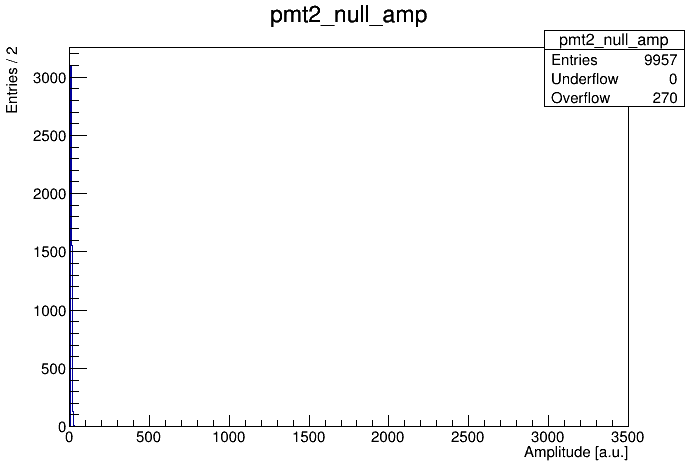 pmt2_null_amp
pmt2_null_amp
Entries 9957
Underflow 0
Overflow 270
Entries / 2
3000
2500
2000
1500
1000
500
0
0 500 1000 1500 2000 2500 3000 3500
Amplitude [a.u.]